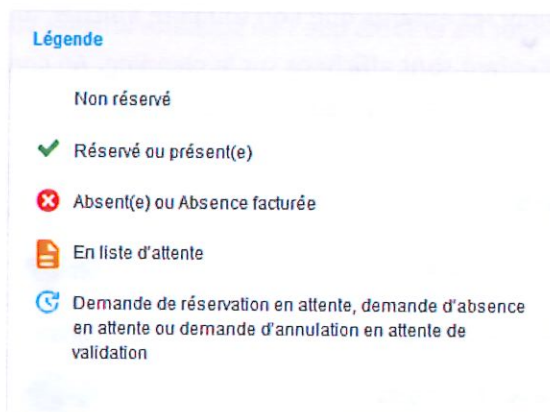 Légende
Non réservé
Réservé ou présent(e)
Absent(e) ou Absence facturée
En liste d'attente
Demande de réservation en attente, demande d'absence
en attente ou demande d'annulation en attente de
validation